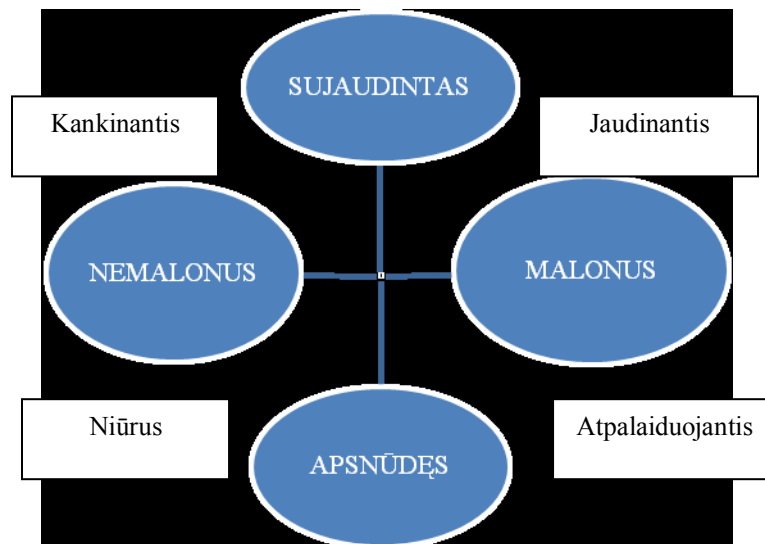 SUJAUDINTAS
Kankinantis
Jaudinantis
NEMALONUS
MALONUS
Niūrus
Atpalaiduojantis
APSNŪDĘS